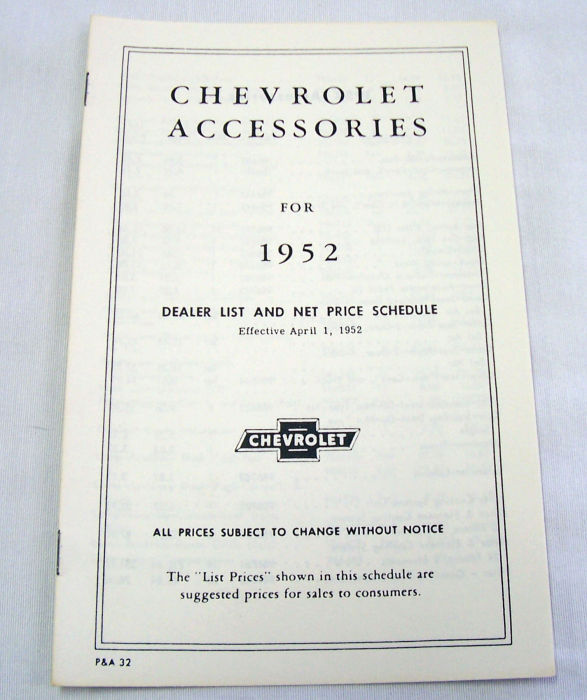 CHEVROLET
ACCESSORIES
FOR
1952
DEALER LIST AND NET PRICE SCHEDULE
Effective April 1, 1952
CHEVROLET
ALL PRICES SUBJECT TO CHANGE WITHOUT NOTICE
The "List Prices" shown in this schedule are
suggested prices for sales to consumers.
P&A 32